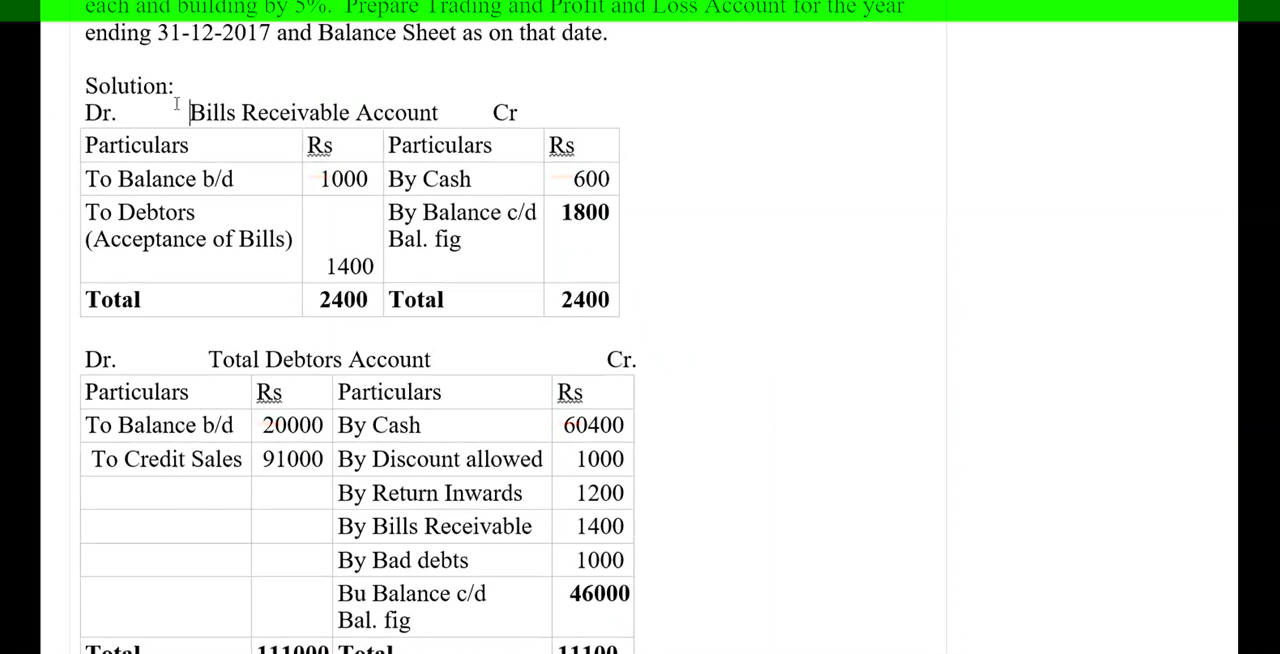 each and building by 5%. Prepare Trading and Profit and Loss Account for the year
ending 31-12-2017 and Balance Sheet as on that date.
Solution:
Dr. Bills Receivable Account Cr
Particulars Rs Particulars Rs
To Balance b/d 1000 By Cash 600
To Debtors By Balance c/d 1800
(Acceptance of Bills) Bal. fig
1400
Total 2400 Total 2400
Dr. Total Debtors Account Cr.
Particulars Rs Particulars Rs
To Balance b/d 20000 By Cash 60400
To Credit Sales 91000 By Discount allowed 1000
By Return Inwards 1200
By Bills Receivable 1400
By Bad debts 1000
Bu Balance c/d 46000
Bal. fig
Total 111000 Total 11100